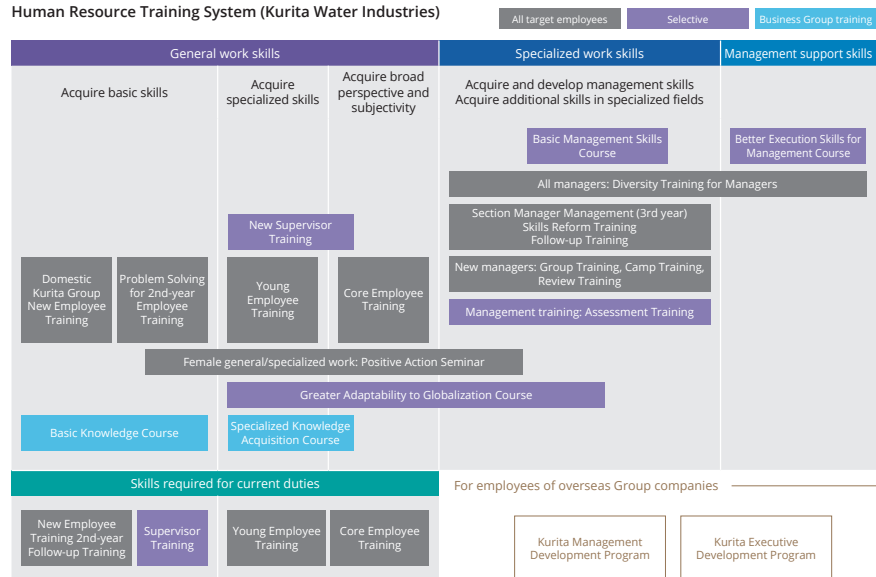 Human Resource Training System (Kurita Water Industries)
All target employees
Selective
Business Group training
General work skills
Specialized work skills
Management support skills
Acquire basic skills
Acquire
specialized skills
Acquire broad
perspective and
subjectivity
Acquire and develop management skills
Acquire additional skills in specialized fields
Basic Management Skills
Course
Better Execution Skills for
Management Course
All managers: Diversity Training for Managers
New Supervisor
Training
Section Manager Management (3rd year)
Skills Reform Training
Follow-up Training
Domestic
Kurita Group
New Employee
Training
Problem Solving
for 2nd-year
Employee
Training
Young
Employee
Training
Core Employee
Training
New managers: Group Training, Camp Training,
Review Training
Management training: Assessment Training
Female general/specialized work: Positive Action Seminar
Greater Adaptability to Globalization Course
Basic Knowledge Course
Specialized Knowledge
Acquisition Course
Skills required for current duties
For employees of overseas Group companies
New Employee
Training 2nd-year
Follow-up Training
Supervisor
Training
Young Employee
Training
Core Employee
Training
Kurita Management
Development Program
Kurita Executive
Development Program